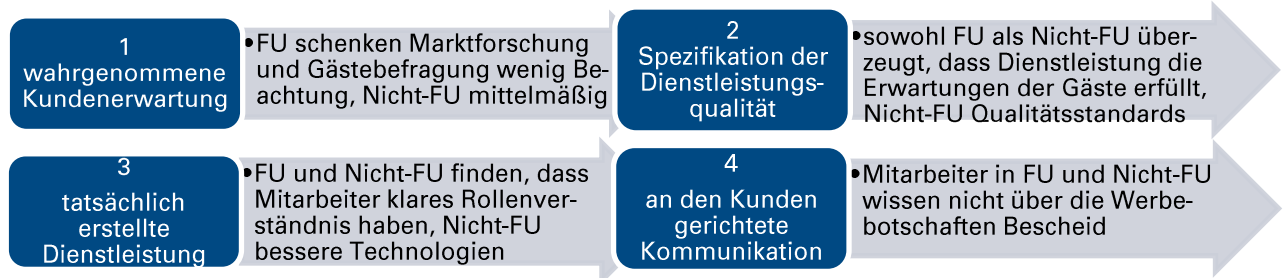 1
wahrgenommene
Kundenerwartung
•FU schenken Marktforschung
und Gästebefragung wenig Be-
achtung, Nicht-FU mittelmäßig
2
Spezifikation der
Dienstleistungs-
qualität
•sowohl FU als Nicht-FU über-
zeugt, dass Dienstleistung die
Erwartungen der Gäste erfüllt,
Nicht-FU Qualitätsstandards
3
tatsächlich
erstellte
Dienstleistung
•FU und Nicht-FU finden, dass
Mitarbeiter klares Rollenver-
ständnis haben, Nicht-FU
bessere Technologien
4
an den Kunden
gerichtete
Kommunikation
•Mitarbeiter in FU und Nicht-FU
wissen nicht über die Werbe-
botschaften Bescheid